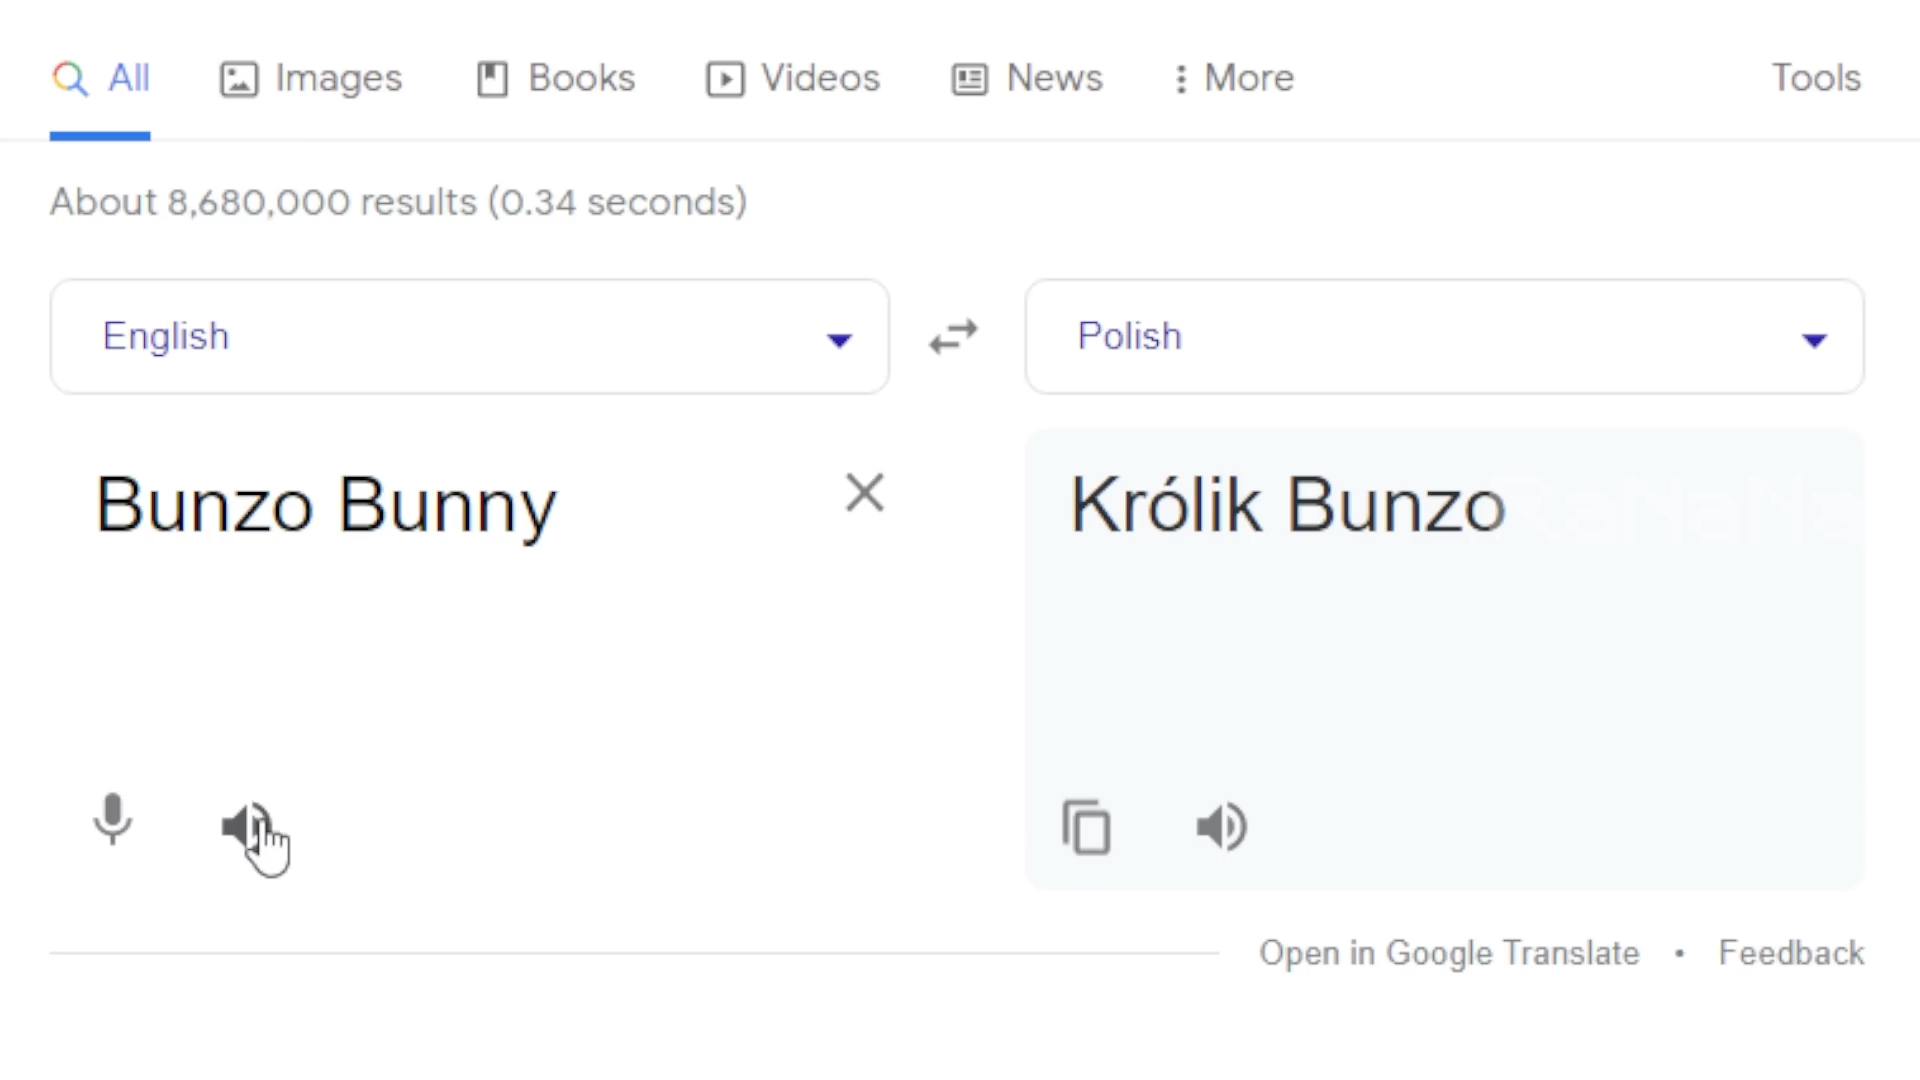 All Images Books Videos News More Tools
About 8,680,000 results (0.34 seconds)
English Polish
Bunzo Bunny Królik Bunzo
Open in Google Translate • Feedback